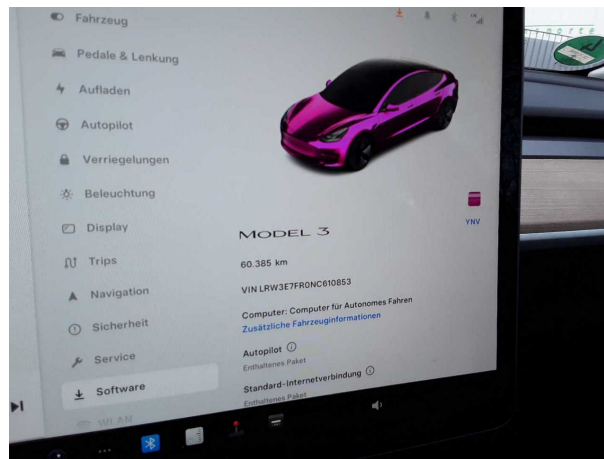 Fahrzeug
Pedale & Lenkung
Aufladen
Autopilot
Verriegelungen
Beleuchtung
Display
Trips
Navigation
Sicherheit
Service
Software
WLAN
YNV
MODEL 3
60.385 km
VIN LRW3E7FR0NC610853
Computer: Computer für Autonomes Fahren
Zusätzliche Fahrzeuginformationen
Autopilot
Enthaltenes Paket
Standard-Internetverbindung
Enthaltenes Paket